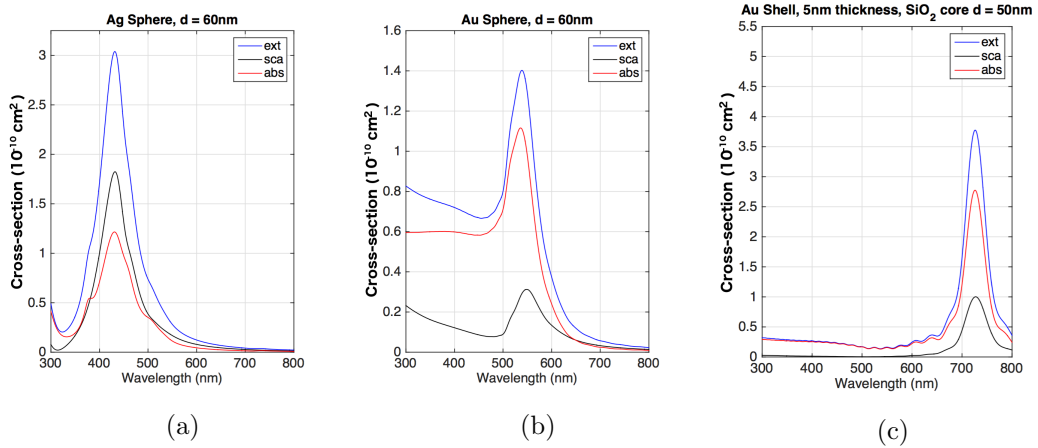 Ag Sphere, d = 60nm
Cross-section (10⁻¹⁰ cm²)
3
2.5
2
1.5
1
0.5
0
ext
sca
abs
300 400 500 600 700 800
Wavelength (nm)
(a)
Au Sphere, d = 60nm
Cross-section (10⁻¹⁰ cm²)
1.6
1.4
1.2
1
0.8
0.6
0.4
0.2
0
ext
sca
abs
300 400 500 600 700 800
Wavelength (nm)
(b)
Au Shell, 5nm thickness, SiO₂ core d = 50nm
Cross-section (10⁻¹⁰ cm²)
5
4.5
4
3.5
3
2.5
2
1.5
1
0.5
0
ext
sca
abs
300 400 500 600 700 800
Wavelength (nm)
(c)